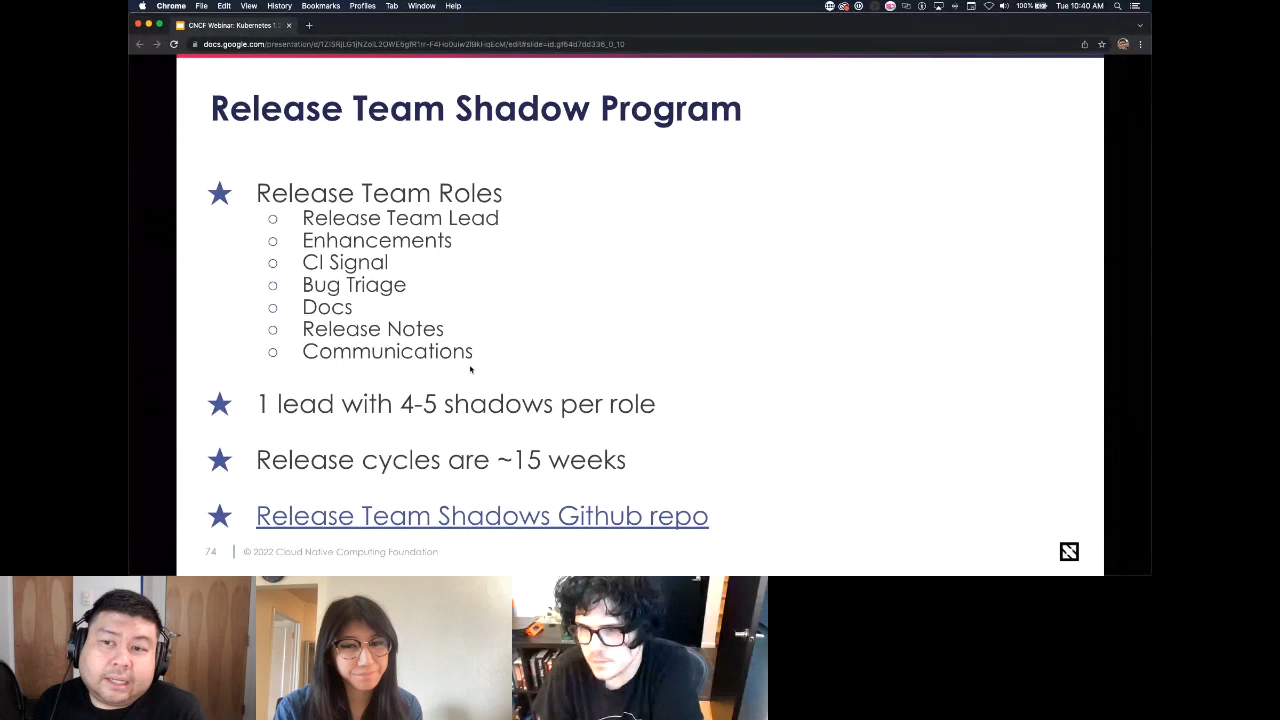 Chrome File Edit View History Bookmarks Profiles Tab Window Help 100% Tue 10:40 AM
CNCF Webinar: Kubernetes 1.2
Release Team Shadow Program
Release Team Roles
Release Team Lead
Enhancements
CI Signal
Bug Triage
Docs
Release Notes
Communications
1 lead with 4-5 shadows per role
Release cycles are ~15 weeks
Release Team Shadows Github repo
74 © 2022 Cloud Native Computing Foundation